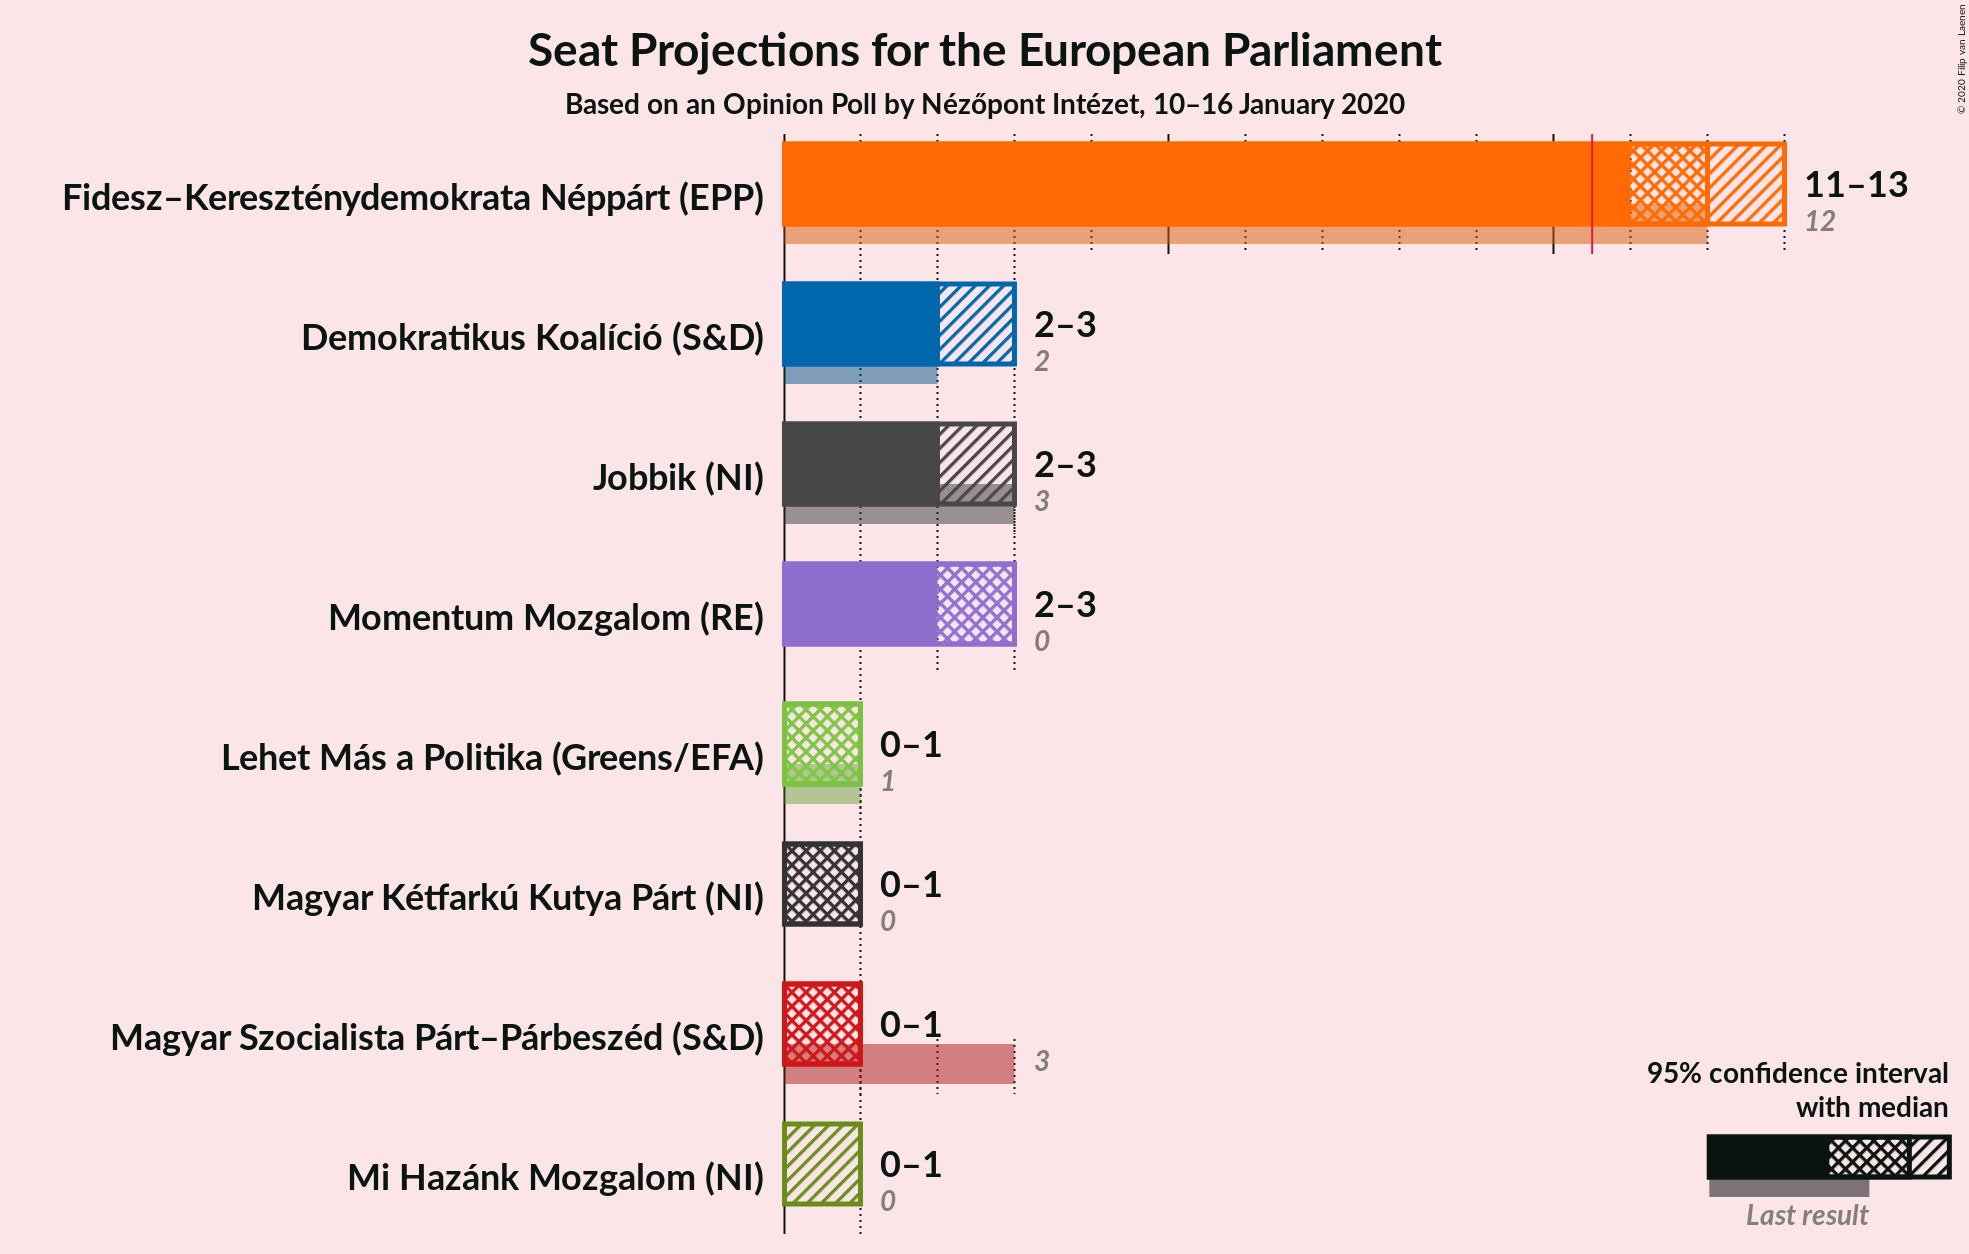 Seat Projections for the European Parliament
Based on an Opinion Poll by Nézőpont Intézet, 10–16 January 2020
© 2020 Filip van Laenen
Fidesz–Kereszténydemokrata Néppárt (EPP)
11–13
12
Demokratikus Koalíció (S&D)
2–3
2
Jobbik (NI)
2–3
3
Momentum Mozgalom (RE)
2–3
0
Lehet Más a Politika (Greens/EFA)
0–1
1
Magyar Kétfarkú Kutya Párt (NI)
0–1
0
Magyar Szocialista Párt–Párbeszéd (S&D)
0–1
3
Mi Hazánk Mozgalom (NI)
0–1
0
95% confidence interval
with median
Last result